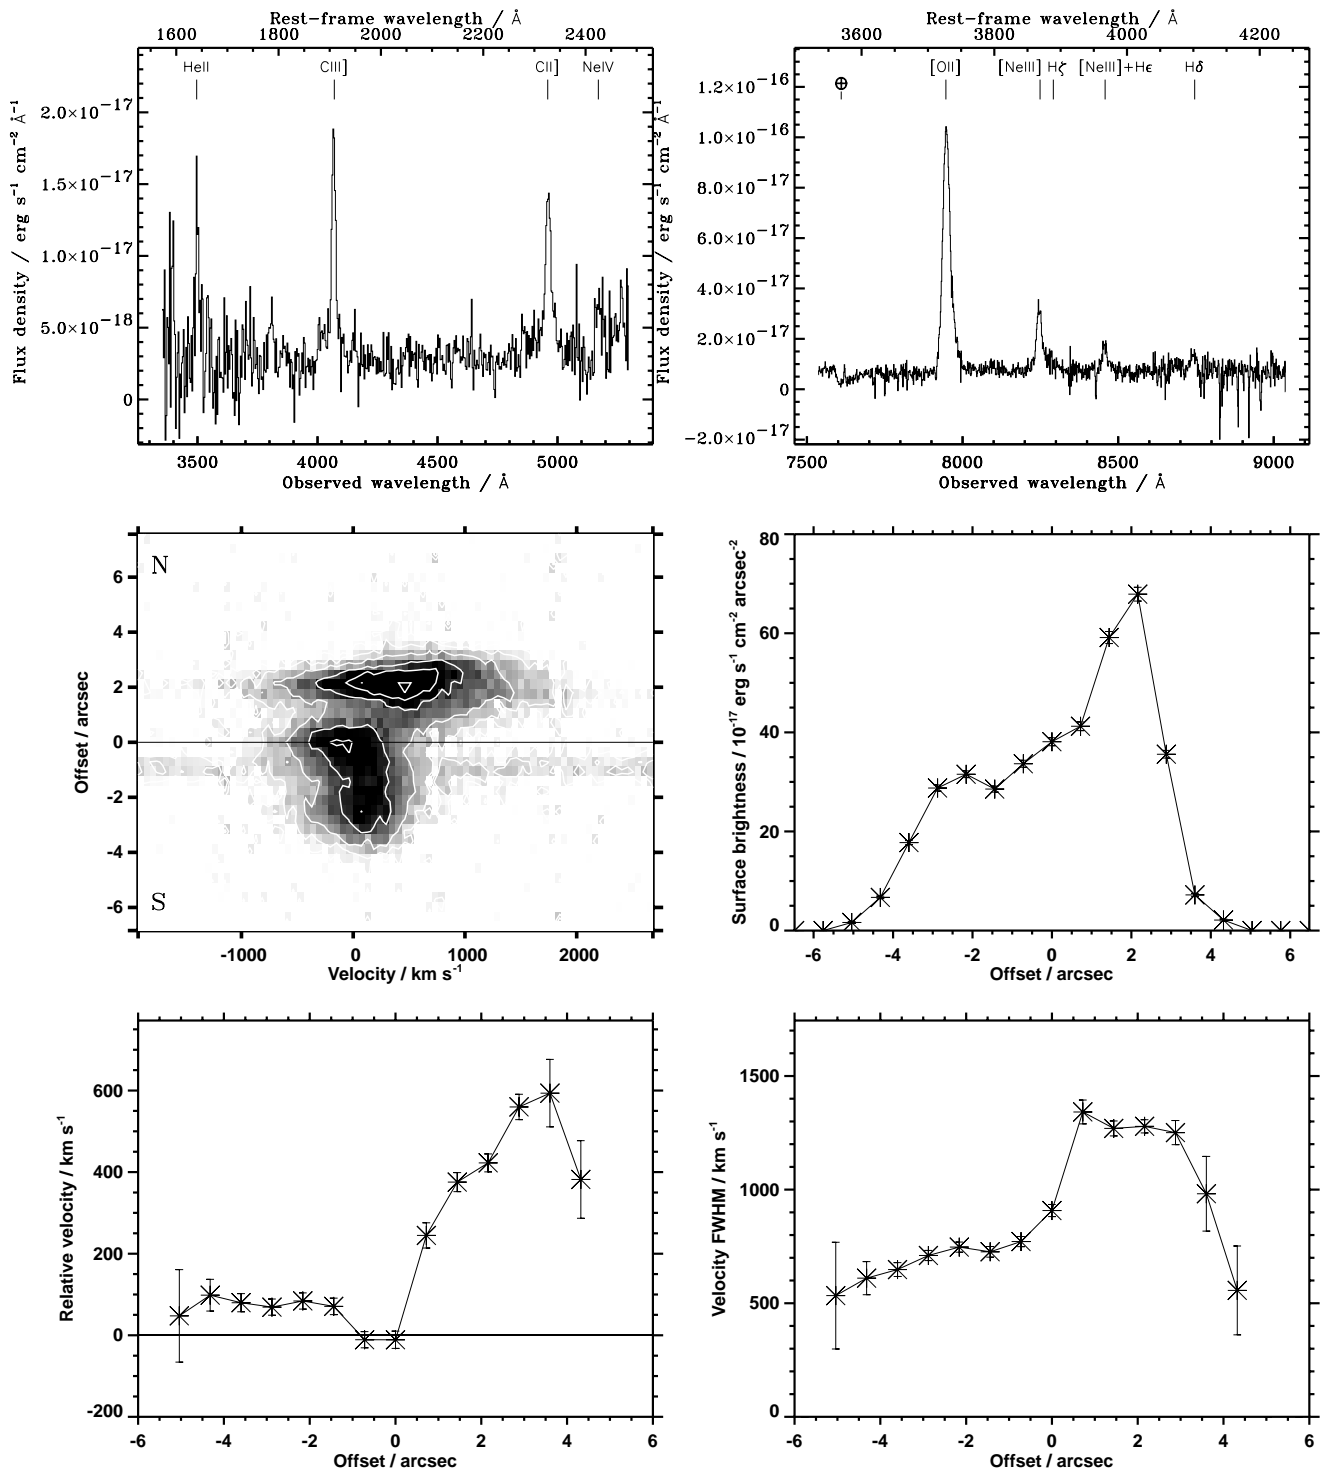 Rest-frame wavelength / Å
1600 1800 2000 2200 2400
HeII CIII] CII] NeIV
2.0×10⁻¹⁷
1.5×10⁻¹⁷
1.0×10⁻¹⁷
5.0×10⁻¹⁸
0
Flux density / erg s⁻¹ cm⁻² Å⁻¹
3500 4000 4500 5000
Observed wavelength / Å
Rest-frame wavelength / Å
3600 3800 4000 4200
⊕ [OII] [NeIII] Hζ [NeIII]+Hϵ Hδ
1.2×10⁻¹⁶
1.0×10⁻¹⁶
8.0×10⁻¹⁷
6.0×10⁻¹⁷
4.0×10⁻¹⁷
2.0×10⁻¹⁷
0
−2.0×10⁻¹⁷
Flux density / erg s⁻¹ cm⁻² Å⁻¹
7500 8000 8500 9000
Observed wavelength / Å
N
S
6
4
2
0
-2
-4
-6
Offset / arcsec
-1000 0 1000 2000
Velocity / km s⁻¹
80
60
40
20
0
Surface brightness / 10⁻¹⁷ erg s⁻¹ cm⁻² arcsec⁻²
-6 -4 -2 0 2 4 6
Offset / arcsec
600
400
200
0
-200
Relative velocity / km s⁻¹
-6 -4 -2 0 2 4 6
Offset / arcsec
1500
1000
500
0
Velocity FWHM / km s⁻¹
-6 -4 -2 0 2 4 6
Offset / arcsec